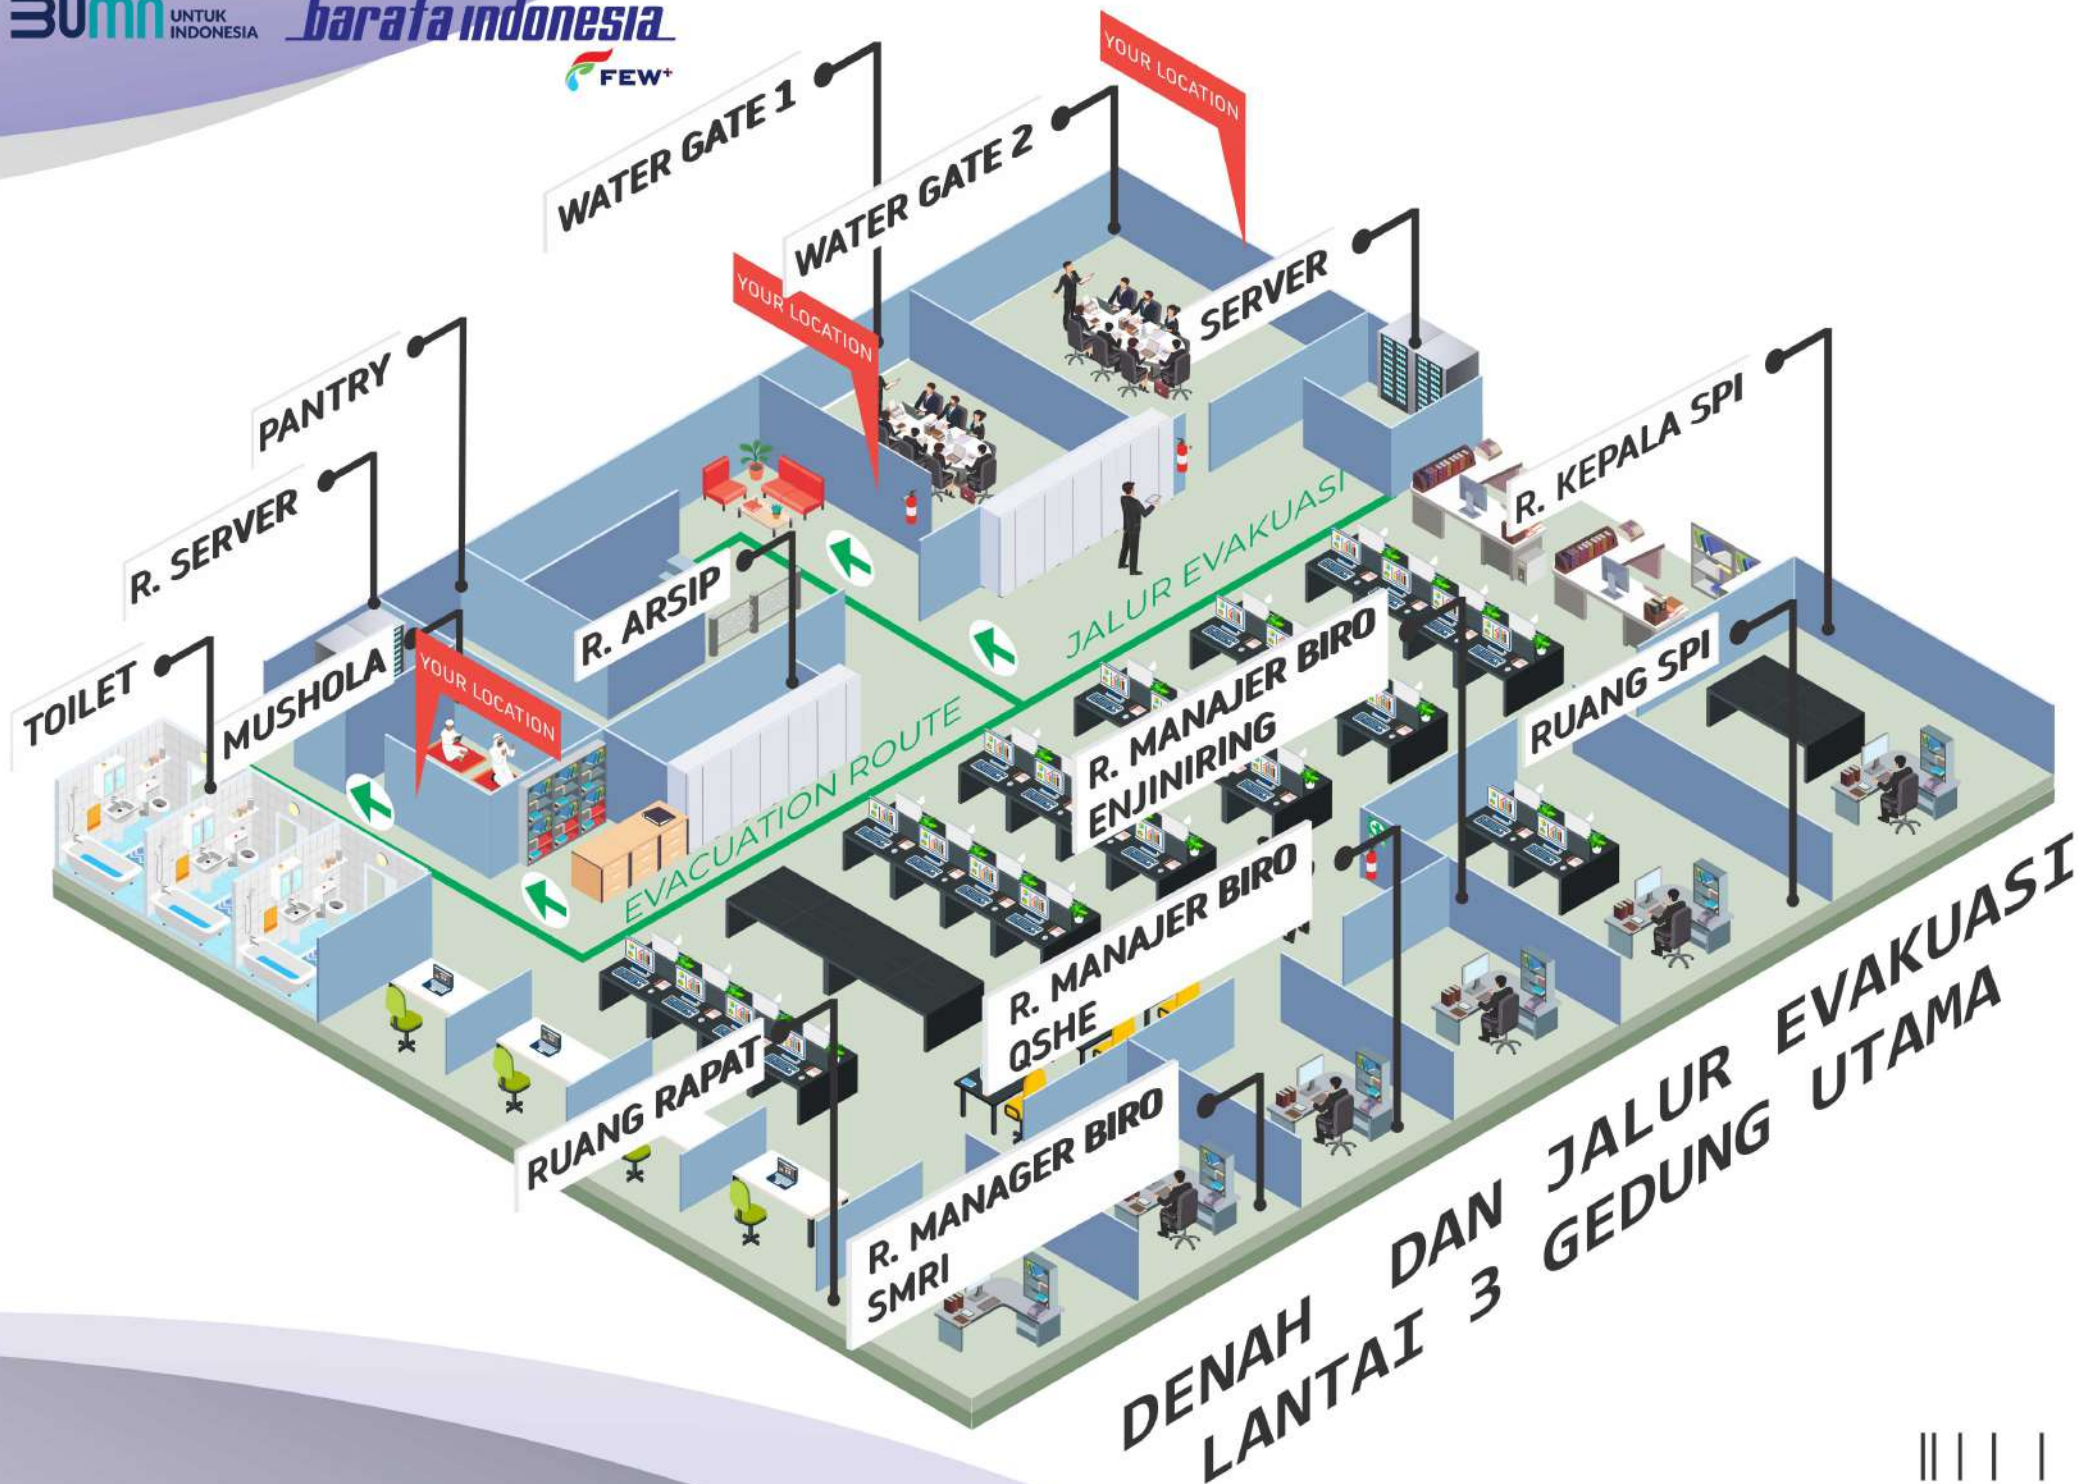 BUMN UNTUK
INDONESIA
barata indonesia
FEW+
YOUR LOCATION
WATER GATE 1
WATER GATE 2
YOUR LOCATION
SERVER
PANTRY
R. KEPALA SPI
R. SERVER
R. ARSIP
JALUR EVAKUASI
TOILET
MUSHOLA
YOUR LOCATION
R. MANAJER BIRO
ENJINIRING
RUANG SPI
EVACUATION ROUTE
R. MANAJER BIRO
QSHE
RUANG RAPAT
R. MANAGER BIRO
SMRI
DENAH DAN JALUR EVAKUASI
LANTAI 3 GEDUNG UTAMA